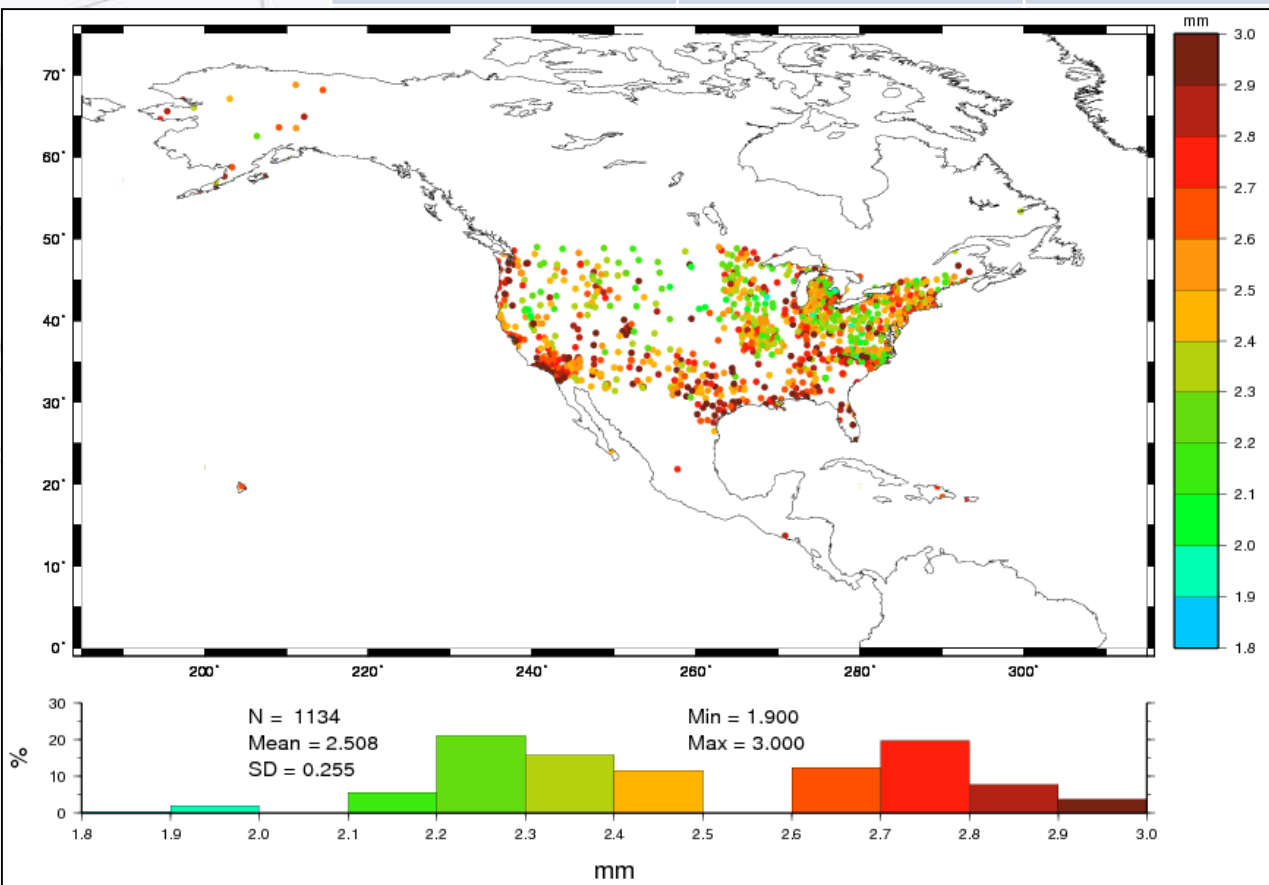 mm
70°
60°
50°
40°
30°
20°
10°
0°
200° 220° 240° 260° 280° 300°
3.0
2.9
2.8
2.7
2.6
2.5
2.4
2.3
2.2
2.1
2.0
1.9
1.8
30
20
10
0
%
N = 1134
Mean = 2.508
SD = 0.255
Min = 1.900
Max = 3.000
1.8 1.9 2.0 2.1 2.2 2.3 2.4 2.5 2.6 2.7 2.8 2.9 3.0
mm